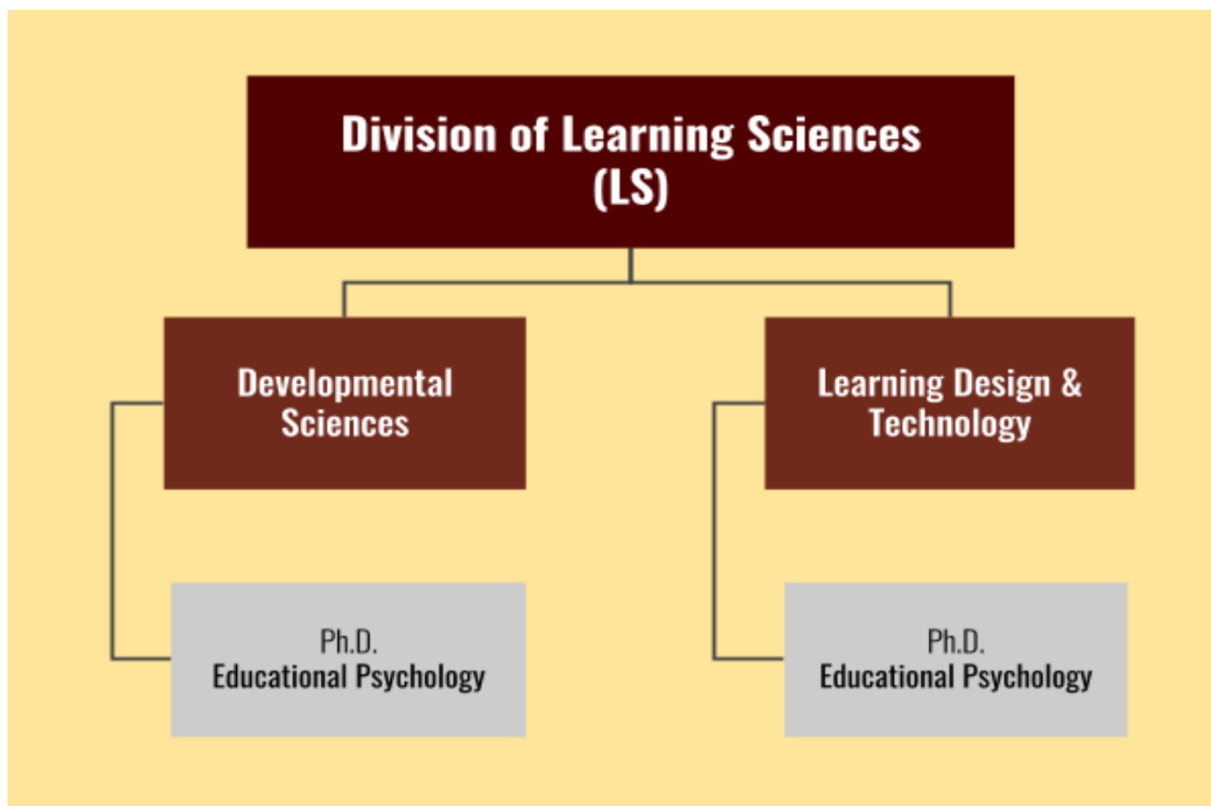 Division of Learning Sciences
(LS)
Developmental
Sciences
Learning Design &
Technology
Ph.D.
Educational Psychology
Ph.D.
Educational Psychology